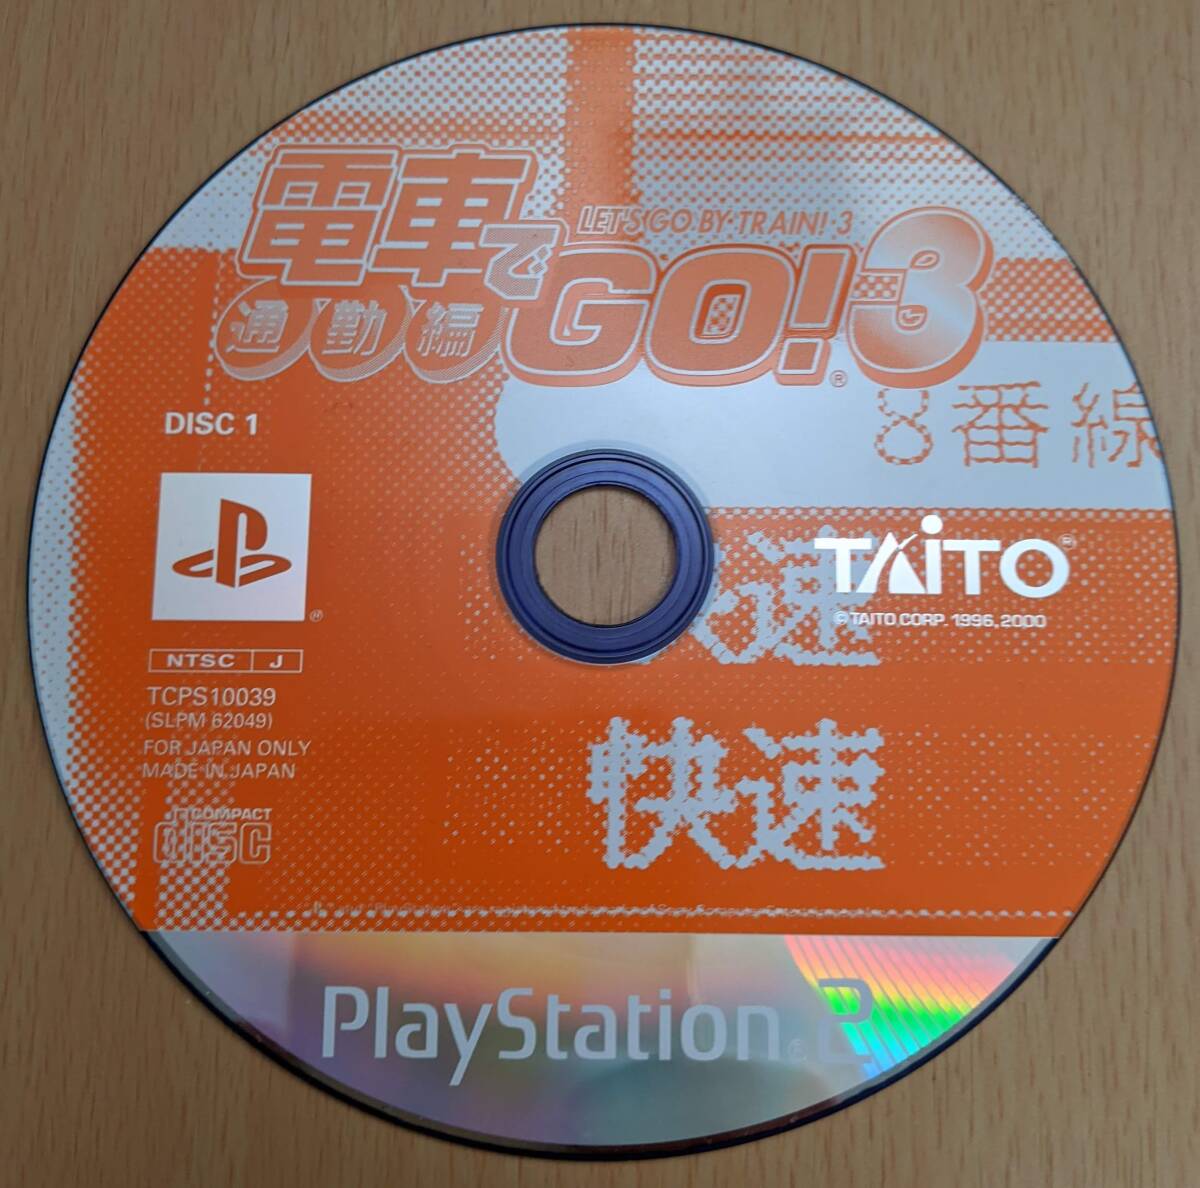 電車でGO!3
LET'S GO BY TRAIN! 3
通勤編
®
DISC 1
8番線
TAITO®
© TAITO CORP. 1996, 2000
®
NTSC J
TCPS10039
(SLPM 62049)
FOR JAPAN ONLY
MADE IN JAPAN
COMPACT
DISC
速
快速
PlayStation®2